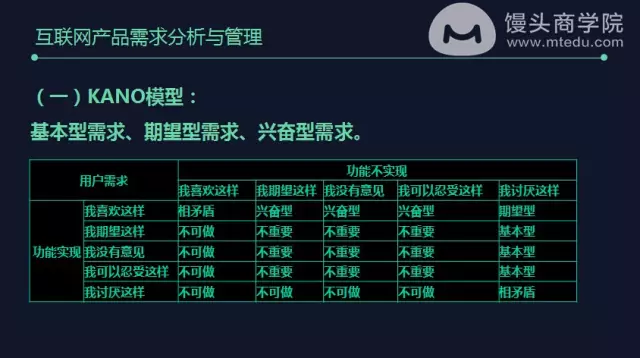 互联网产品需求分析与管理
馒头商学院
www.mtedu.com
（一）KANO模型：
基本型需求、期望型需求、兴奋型需求。
用户需求 功能不实现
我喜欢这样 我期望这样 我没有意见 我可以忍受这样 我讨厌这样
功能实现 我喜欢这样 相矛盾 兴奋型 兴奋型 兴奋型 期望型
我期望这样 不可做 不重要 不重要 不重要 基本型
我没有意见 不可做 不重要 不重要 不重要 基本型
我可以忍受这样 不可做 不重要 不重要 不重要 基本型
我讨厌这样 不可做 不可做 不可做 不可做 相矛盾